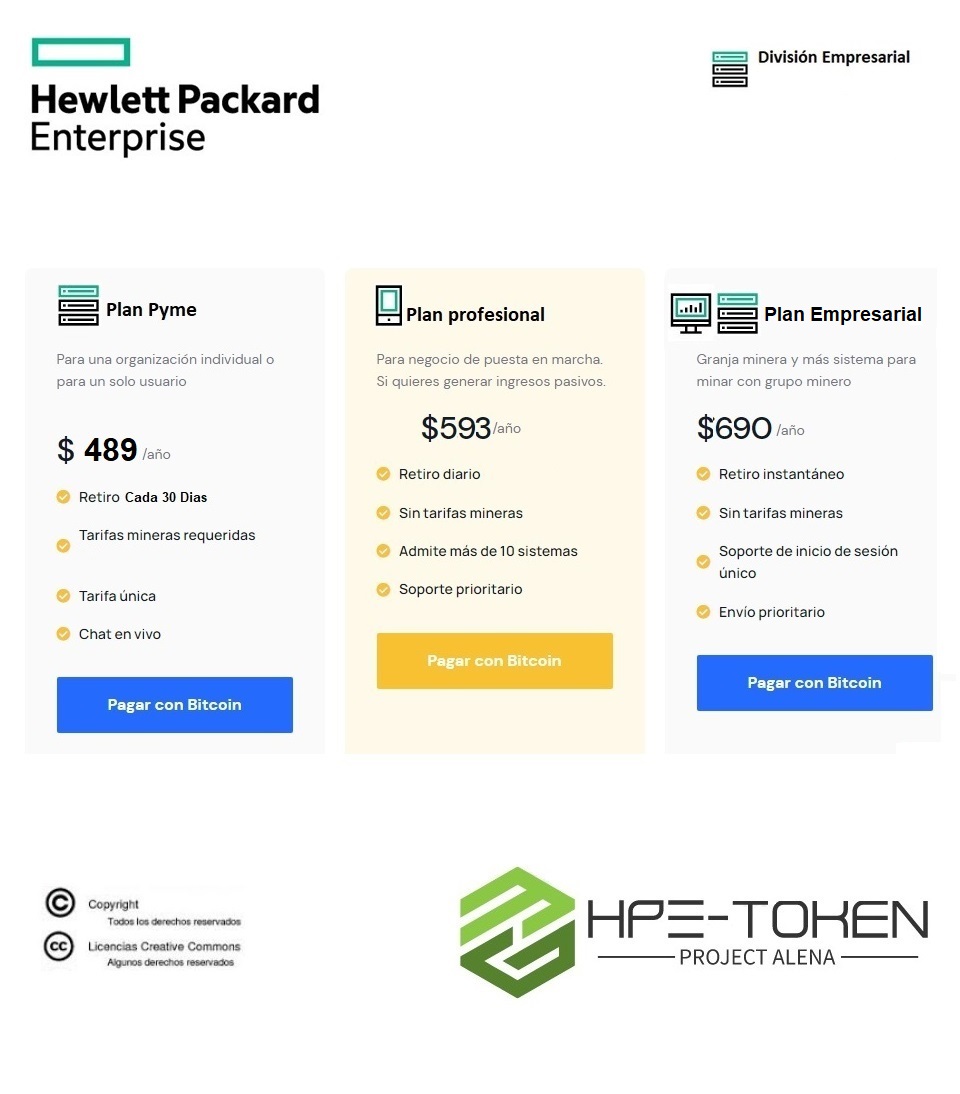 Hewlett Packard
Enterprise
División Empresarial
Plan Pyme
Para una organización individual o
para un solo usuario
$ 489 /año
Retiro Cada 30 Dias
Tarifas mineras requeridas
Tarifa única
Chat en vivo
Pagar con Bitcoin
Plan profesional
Para negocio de puesta en marcha.
Si quieres generar ingresos pasivos.
$593/año
Retiro diario
Sin tarifas mineras
Admite más de 10 sistemas
Soporte prioritario
Pagar con Bitcoin
Plan Empresarial
Granja minera y más sistema para
minar con grupo minero
$690 /año
Retiro instantáneo
Sin tarifas mineras
Soporte de inicio de sesión
único
Envío prioritario
Pagar con Bitcoin
C Copyright
Todos los derechos reservados
cc Licencias Creative Commons
Algunos derechos reservados
HPE-TOKEN
PROJECT ALENA